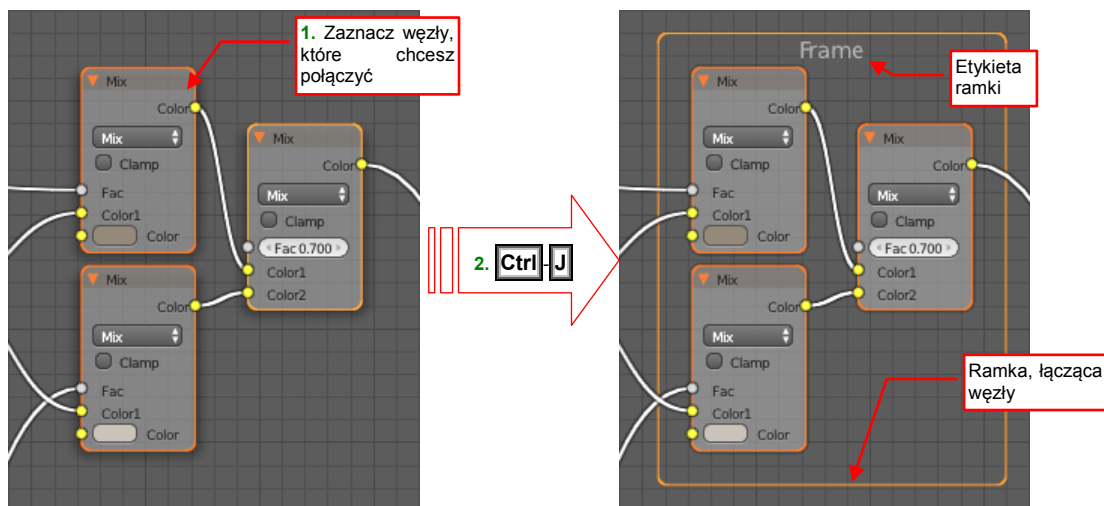 1. Zaznacz węzły,
które chcesz
połączyć
Mix
Color
Mix
Clamp
Fac
Color1
Color
Mix
Color
Mix
Clamp
Fac 0.700
Color1
Color2
Mix
Color
Mix
Clamp
Fac
Color1
Color
2. Ctrl-J
Frame
Etykieta
ramki
Mix
Color
Mix
Clamp
Fac
Color1
Color
Mix
Color
Mix
Clamp
Fac 0.700
Color1
Color2
Mix
Color
Mix
Clamp
Fac
Color1
Color
Ramka, łącząca
węzły